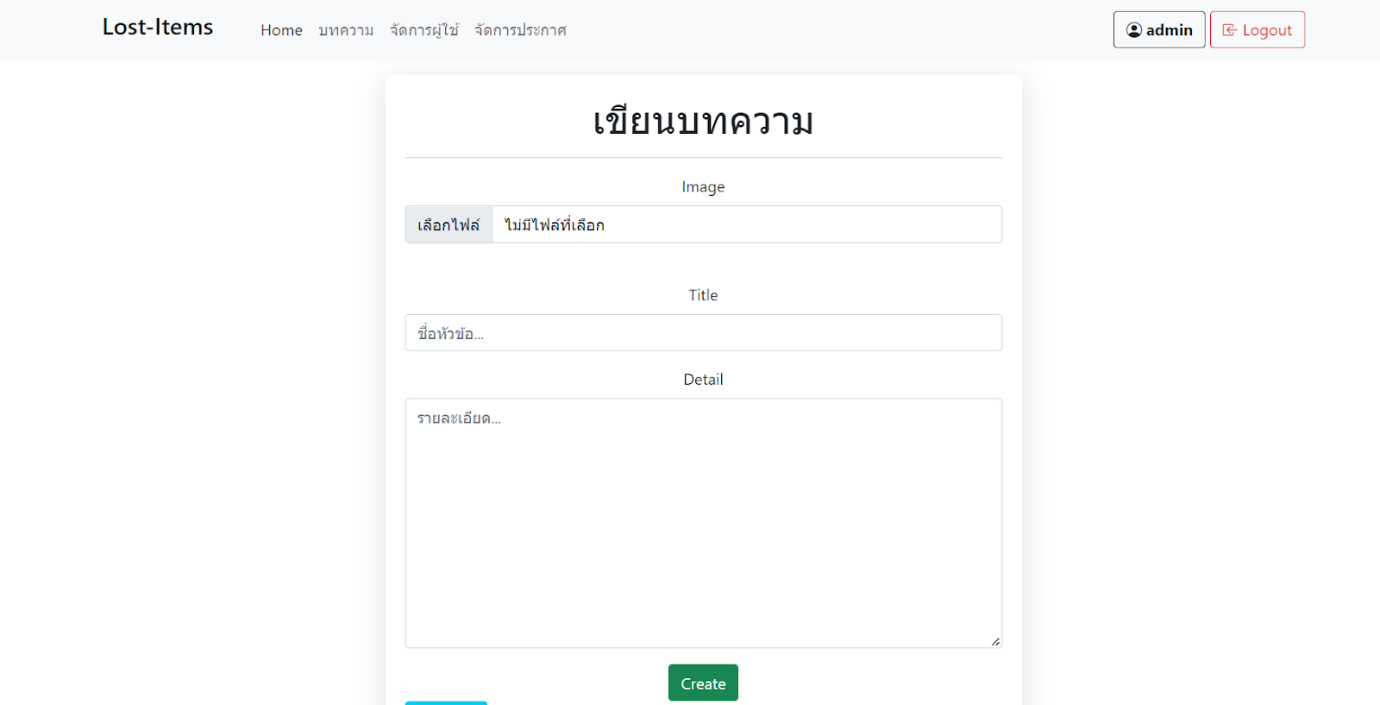 Lost-Items Home บทความ จัดการผู้ใช้ จัดการประกาศ admin Logout
เขียนบทความ
Image
เลือกไฟล์ ไม่มีไฟล์ที่เลือก
Title
ชื่อหัวข้อ...
Detail
รายละเอียด...
Create